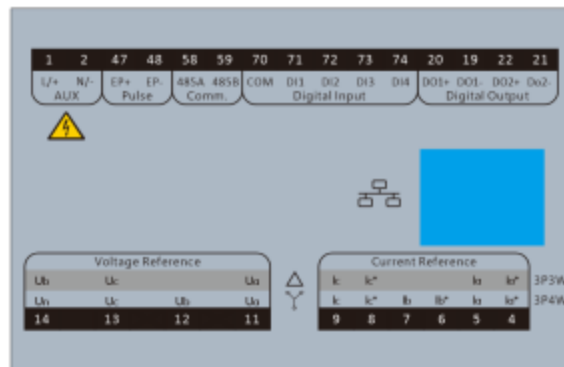 1 2 47 48 58 59 70 71 72 73 74 20 19 22 21
L/+ N/- EP+ EP- 485A 485B COM DI1 DI2 DI3 DI4 DO1+ DO1- DO2+ Do2-
AUX Pulse Comm. Digital Input Digital Output
Voltage Reference
Ub Uc Ua
Un Uc Ub Ua
14 13 12 11
Current Reference
Ic Ic* Ia Ia* 3P3W
Ic Ic* Ib Ib* Ia Ia* 3P4W
9 8 7 6 5 4